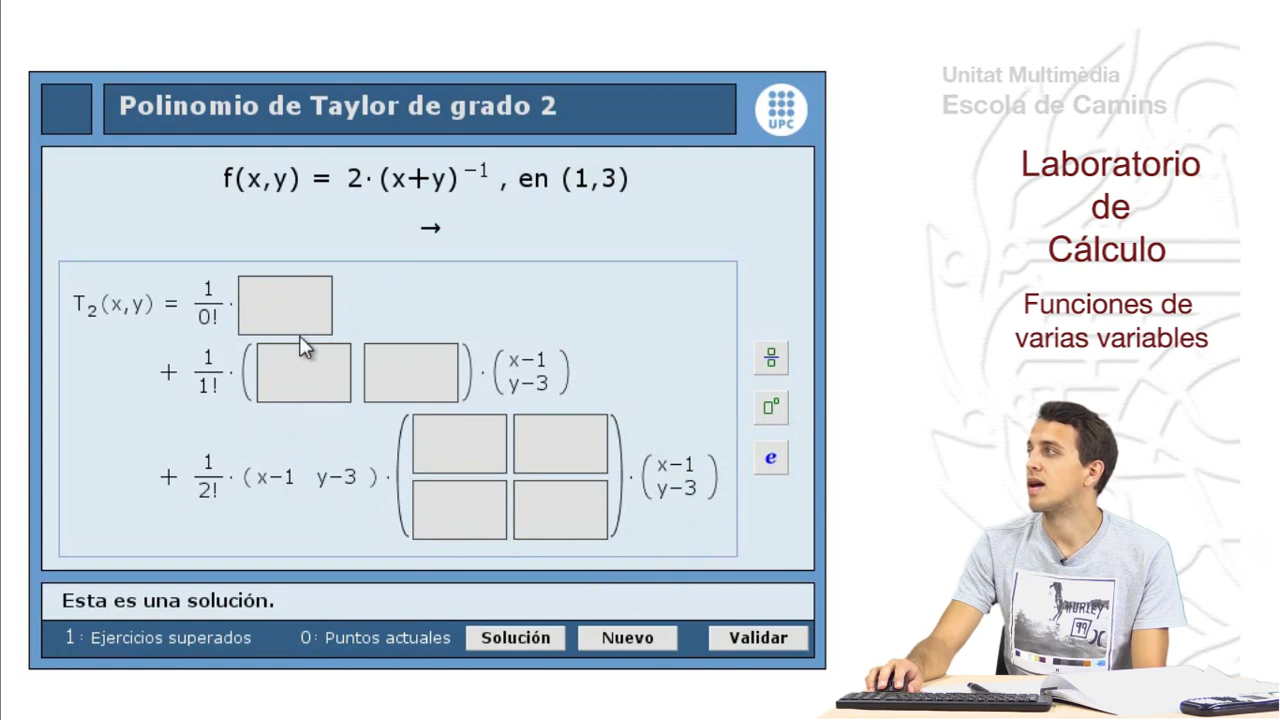 Polinomio de Taylor de grado 2
UPC
f(x,y) = 2·(x+y)⁻¹ , en (1,3)
→
T₂(x,y) = 1/0! ·
+ 1/1! · ( ) · (x−1
y−3)
+ 1/2! · (x−1 y−3) · ( ) · (x−1
y−3)
e
Esta es una solución.
1: Ejercicios superados 0: Puntos actuales Solución Nuevo Validar
Unitat Multimèdia
Escola de Camins
Laboratorio
de
Cálculo
Funciones de
varias variables
HURLEY
99